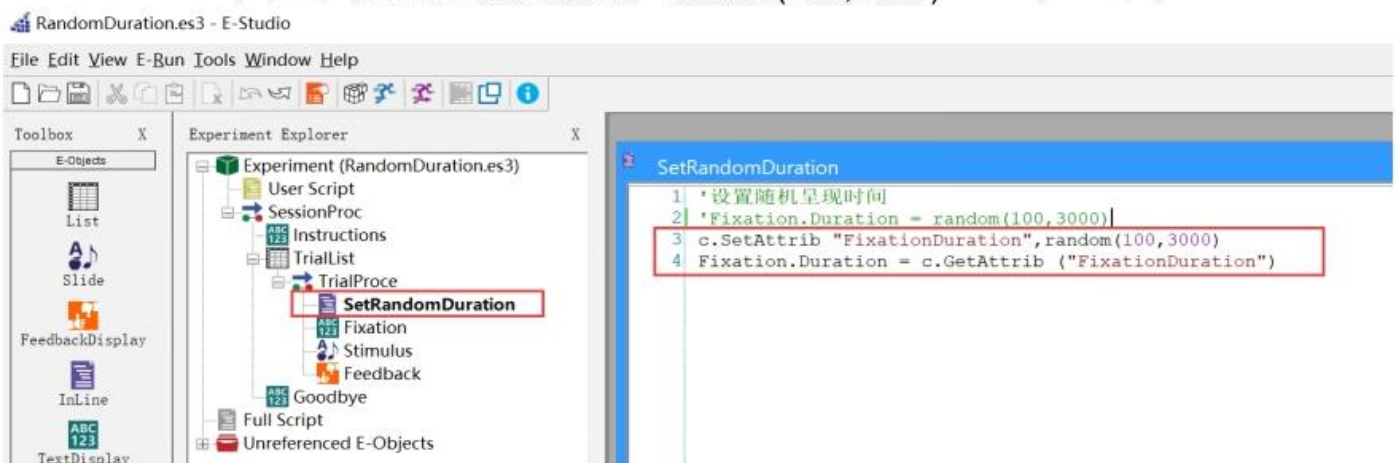 RandomDuration.es3 - E-Studio
File Edit View E-Run Tools Window Help
Toolbox X
E-Objects
List
Slide
FeedbackDisplay
InLine
ABC
123
TextDisplay
Experiment Explorer X
Experiment (RandomDuration.es3)
User Script
SessionProc
Instructions
TrialList
TrialProce
SetRandomDuration
Fixation
Stimulus
Feedback
Goodbye
Full Script
Unreferenced E-Objects
SetRandomDuration
1 '设置随机呈现时间
2 'Fixation.Duration = random(100,3000)
3 c.SetAttrib "FixationDuration",random(100,3000)
4 Fixation.Duration = c.GetAttrib ("FixationDuration")